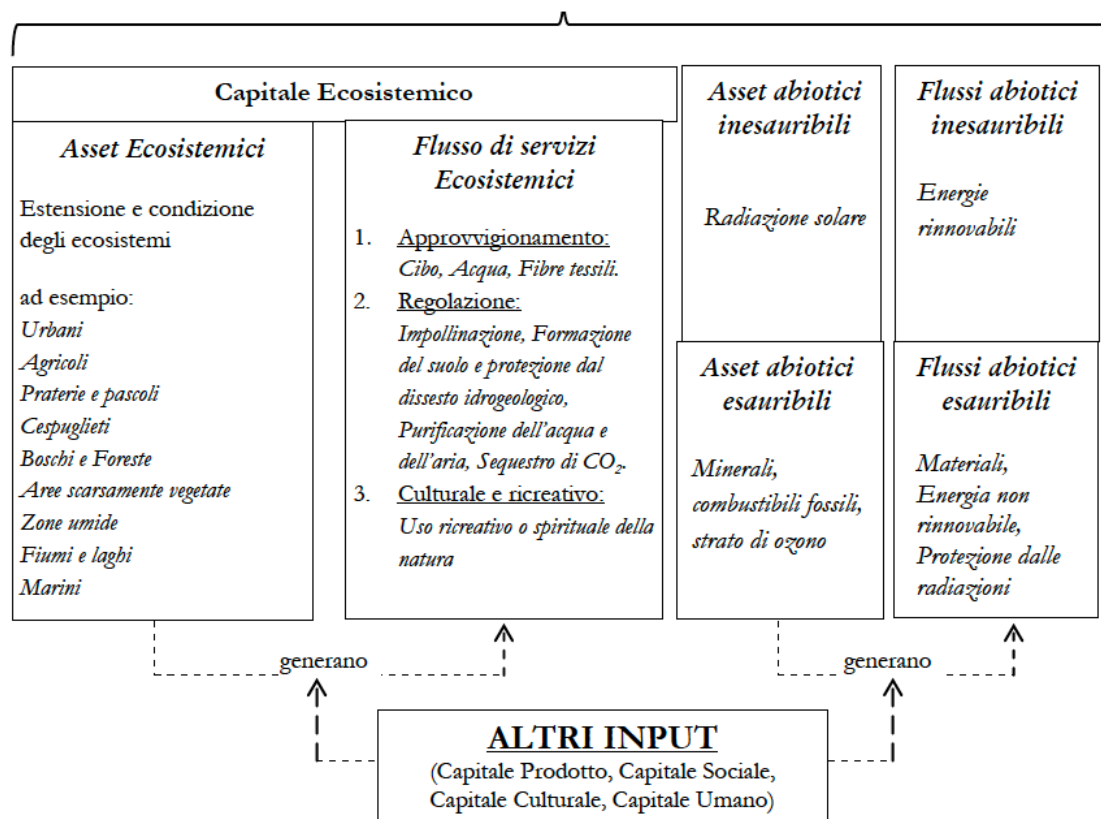 Capitale Ecosistemico
Asset Ecosistemici
Estensione e condizione
degli ecosistemi
ad esempio:
Urbani
Agricoli
Praterie e pascoli
Cespuglieti
Boschi e Foreste
Aree scarsamente vegetate
Zone umide
Fiumi e laghi
Marini
Flusso di servizi
Ecosistemici
1. Approvvigionamento:
Cibo, Acqua, Fibre tessili.
2. Regolazione:
Impollinazione, Formazione
del suolo e protezione dal
dissesto idrogeologico,
Purificazione dell'acqua e
dell'aria, Sequestro di CO₂.
3. Culturale e ricreativo:
Uso ricreativo o spirituale della
natura
Asset abiotici
inesauribili
Radiazione solare
Flussi abiotici
inesauribili
Energie
rinnovabili
Asset abiotici
esauribili
Minerali,
combustibili fossili,
strato di ozono
Flussi abiotici
esauribili
Materiali,
Energia non
rinnovabile,
Protezione dalle
radiazioni
generano
generano
ALTRI INPUT
(Capitale Prodotto, Capitale Sociale,
Capitale Culturale, Capitale Umano)